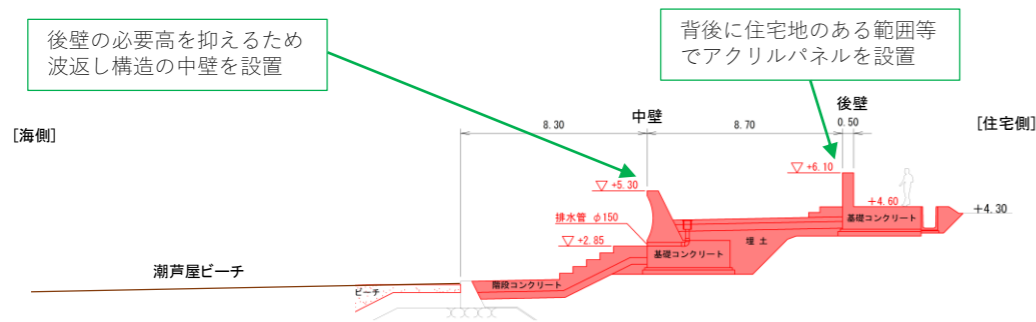 後壁の必要高を抑えるため
波返し構造の中壁を設置
背後に住宅地のある範囲等
でアクリルパネルを設置
[海側]
[住宅側]
中壁
後壁
8.30
8.70
0.50
▽ +5.30
▽ +6.10
+4.60
+4.30
排水管 φ150
▽ +2.85
基礎コンクリート
埋土
基礎コンクリート
潮芦屋ビーチ
ビーチ
階段コンクリート